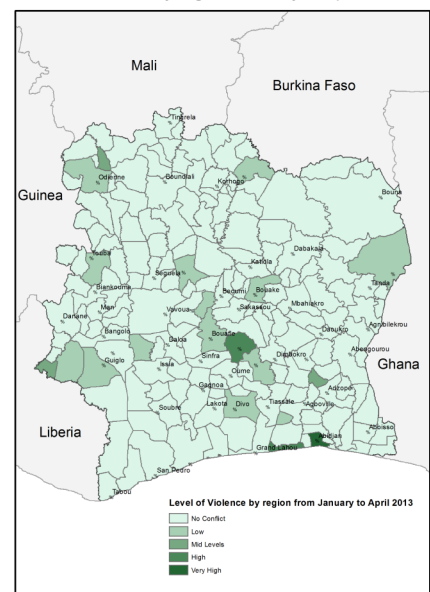 Mali
Burkina Faso
Guinea
Ghana
Liberia
Tingrela
Odienne
Boundiali
Korhogo
Bouna
Touba
Dabakala
Katiola
Seguela
Tanda
Biankouma
Beoumi
Bouake
Man
Vavoua
Sakassou
Mbahiakro
Danane
Bangolo
Daoukro
Agnibilekrou
Daloa
Bouafle
Abengourou
Guiglo
Issia
Sinfra
Dimbokro
Oume
Gagnoa
Adzope
Soubre
Lakota
Divo
Tiassale
Agboville
Aboisso
Abidjan
Grand-Lahou
San Pedro
Tabou
Level of Violence by region from January to April 2013
No Conflict
Low
Mid Levels
High
Very High